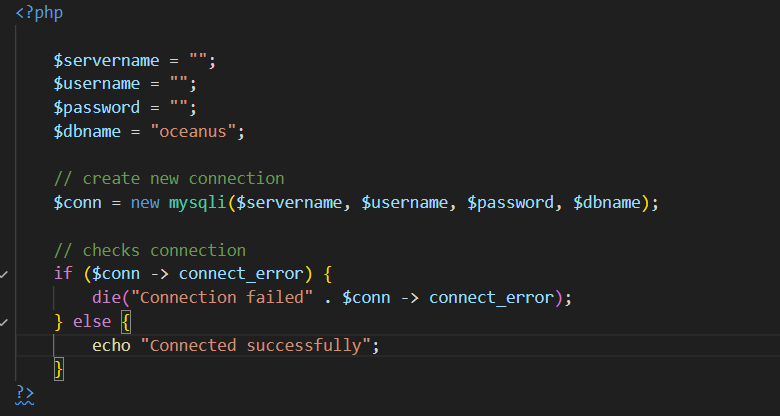 <?php
$servername = "";
$username = "";
$password = "";
$dbname = "oceanus";
// create new connection
$conn = new mysqli($servername, $username, $password, $dbname);
// checks connection
if ($conn -> connect_error) {
die("Connection failed" . $conn -> connect_error);
} else {
echo "Connected successfully";
}
?>